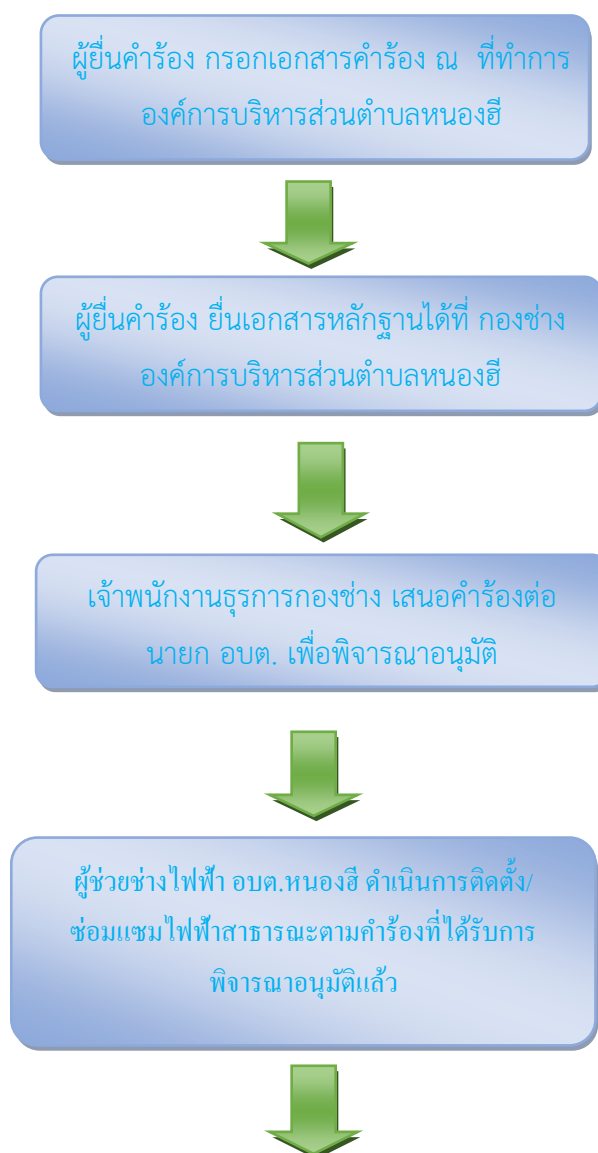 ผู้ยื่นคำร้อง กรอกเอกสารคำร้อง ณ ที่ทำการ
องค์การบริหารส่วนตำบลหนองฮี
ผู้ยื่นคำร้อง ยื่นเอกสารหลักฐานได้ที่ กองช่าง
องค์การบริหารส่วนตำบลหนองฮี
เจ้าพนักงานธุรการกองช่าง เสนอคำร้องต่อ
นายก อบต. เพื่อพิจารณาอนุมัติ
ผู้ช่วยช่างไฟฟ้า อบต.หนองฮี ดำเนินการติดตั้ง/
ซ่อมแซมไฟฟ้าสาธารณะตามคำร้องที่ได้รับการ
พิจารณาอนุมัติแล้ว